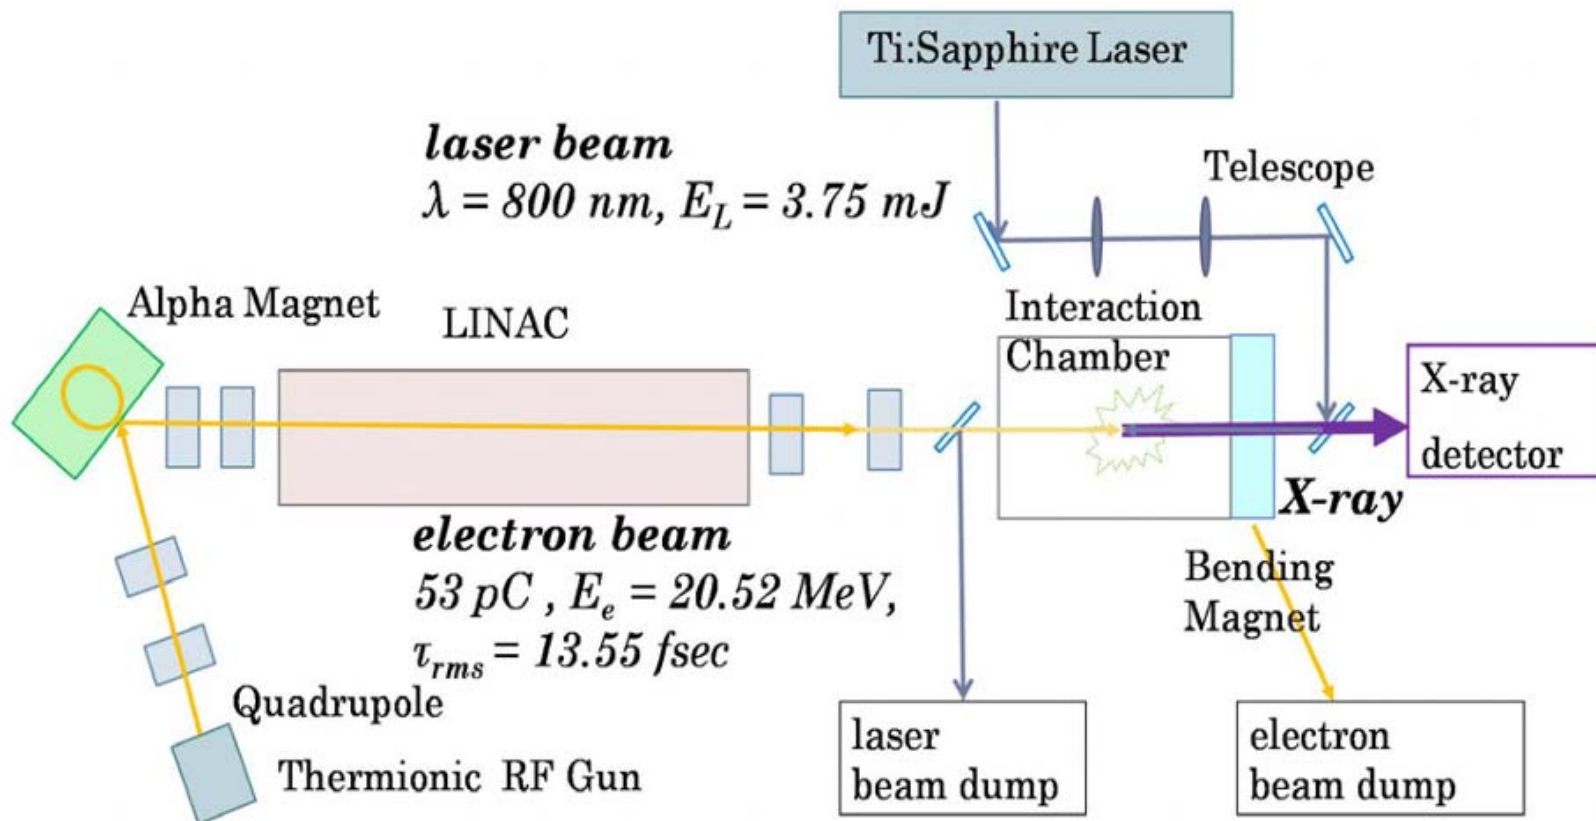 Ti:Sapphire Laser
laser beam
λ = 800 nm, E_L = 3.75 mJ
Telescope
Alpha Magnet
LINAC
Interaction
Chamber
X-ray
detector
X-ray
electron beam
53 pC , E_e = 20.52 MeV,
τ_rms = 13.55 fsec
Bending
Magnet
Quadrupole
Thermionic RF Gun
laser
beam dump
electron
beam dump